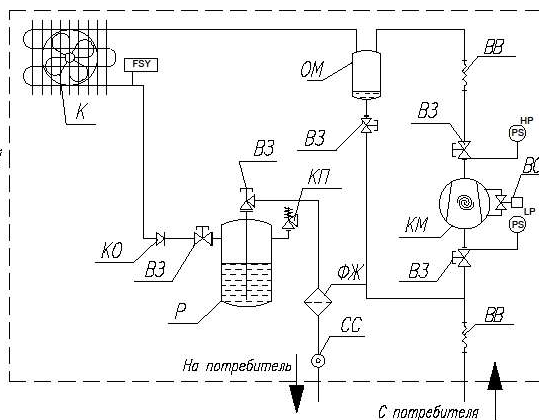 ВВ
FSY
ОМ
К
HP
ВЗ
PS
ВЗ
ВЗ
КП
LP
КМ
PS
КО
ВЗ
ФЖ
ВЗ
Р
СС
ВВ
На потребитель
С потребителя